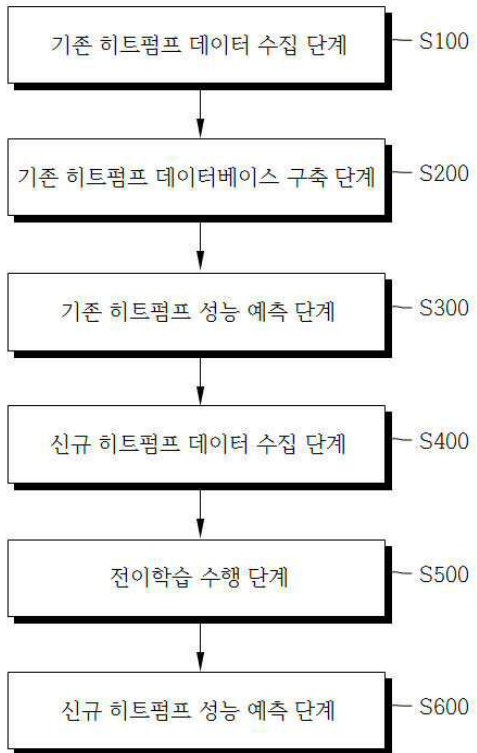 기존 히트펌프 데이터 수집 단계 S100
기존 히트펌프 데이터베이스 구축 단계 S200
기존 히트펌프 성능 예측 단계 S300
신규 히트펌프 데이터 수집 단계 S400
전이학습 수행 단계 S500
신규 히트펌프 성능 예측 단계 S600